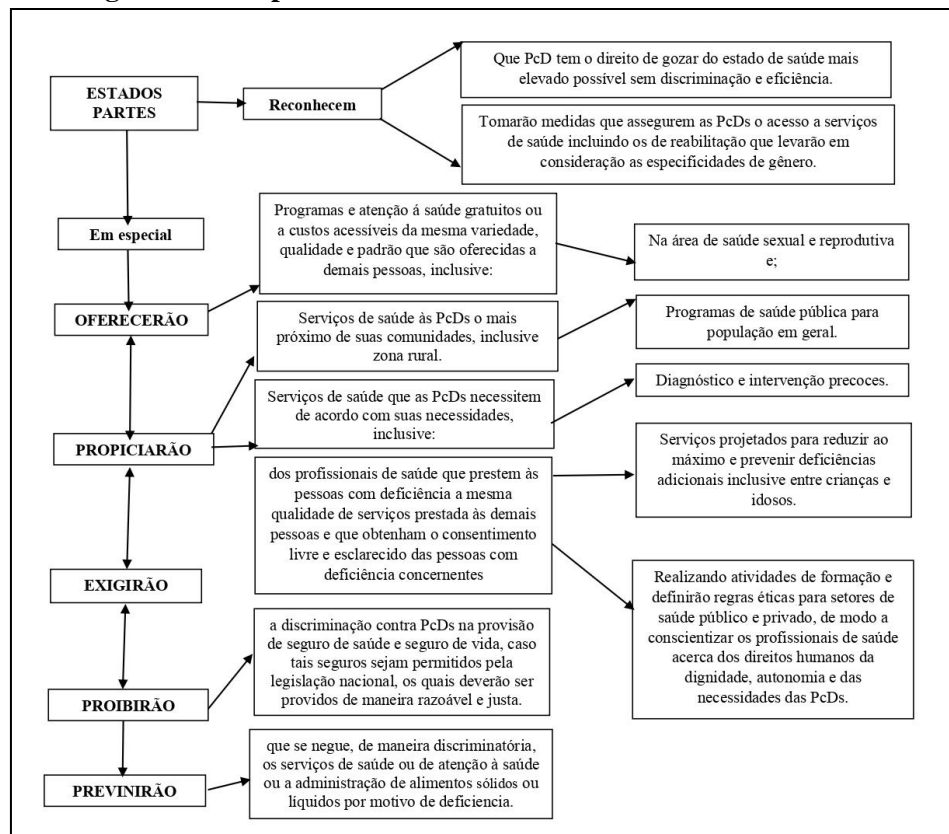 ESTADOS
PARTES
Reconhecem
Que PcD tem o direito de gozar do estado de saúde mais
elevado possível sem discriminação e eficiência.
Tomarão medidas que assegurem as PcDs o acesso a serviços
de saúde incluindo os de reabilitação que levarão em
consideração as especificidades de gênero.
Em especial
OFERECERÃO
Programas e atenção á saúde gratuitos ou
a custos acessíveis da mesma variedade,
qualidade e padrão que são oferecidas a
demais pessoas, inclusive:
Na área de saúde sexual e reprodutiva
e;
Serviços de saúde às PcDs o mais
próximo de suas comunidades, inclusive
zona rural.
Programas de saúde pública para
população em geral.
PROPICIARÃO
Serviços de saúde que as PcDs necessitem
de acordo com suas necessidades,
inclusive:
Diagnóstico e intervenção precoces.
Serviços projetados para reduzir ao
máximo e prevenir deficiências
adicionais inclusive entre crianças e
idosos.
EXIGIRÃO
dos profissionais de saúde que prestem às
pessoas com deficiência a mesma
qualidade de serviços prestada às demais
pessoas e que obtenham o consentimento
livre e esclarecido das pessoas com
deficiência concernentes
Realizando atividades de formação e
definirão regras éticas para setores de
saúde público e privado, de modo a
conscientizar os profissionais de saúde
acerca dos direitos humanos da
dignidade, autonomia e das
necessidades das PcDs.
PROIBIRÃO
a discriminação contra PcDs na provisão
de seguro de saúde e seguro de vida, caso
tais seguros sejam permitidos pela
legislação nacional, os quais deverão ser
providos de maneira razoável e justa.
PREVINIRÃO
que se negue, de maneira discriminatória,
os serviços de saúde ou de atenção à saúde
ou a administração de alimentos sólidos ou
líquidos por motivo de deficiencia.